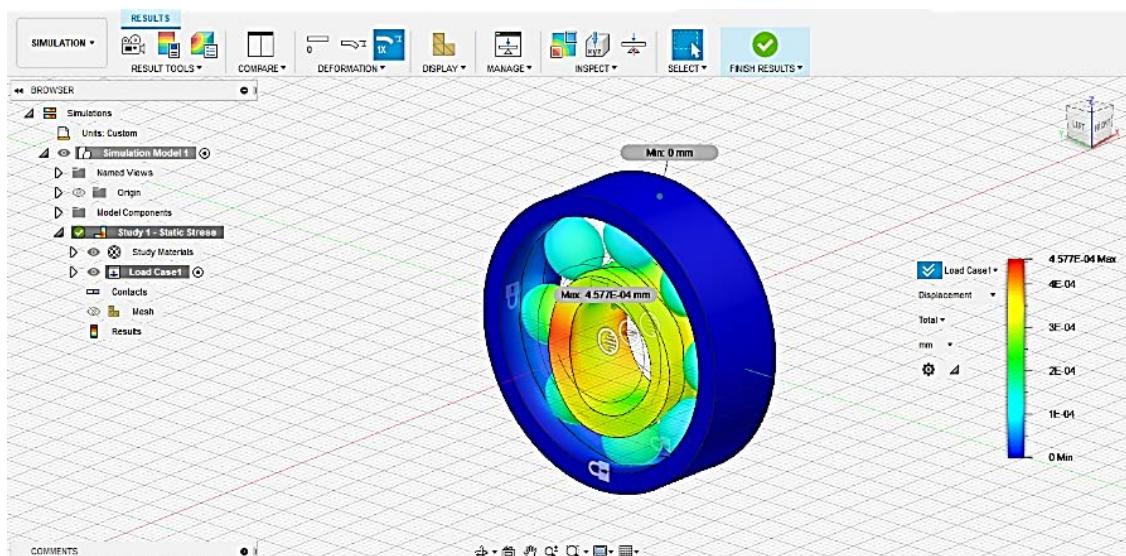 RESULTS
SIMULATION
0
1X
XYZ
RESULT TOOLS
COMPARE
DEFORMATION
DISPLAY
MANAGE
INSPECT
SELECT
FINISH RESULTS
BROWSER
Simulations
Units: Custom
Simulation Model 1
Named Views
Origin
Model Components
Study 1 - Static Stress
Study Materials
Load Case1
Contacts
Mesh
Results
Min: 0 mm
Max: 4.577E-04 mm
Z
LEFT
FRONT
Load Case1
Displacement
Total
mm
4.577E-04 Max
4E-04
3E-04
2E-04
1E-04
0 Min
COMMENTS